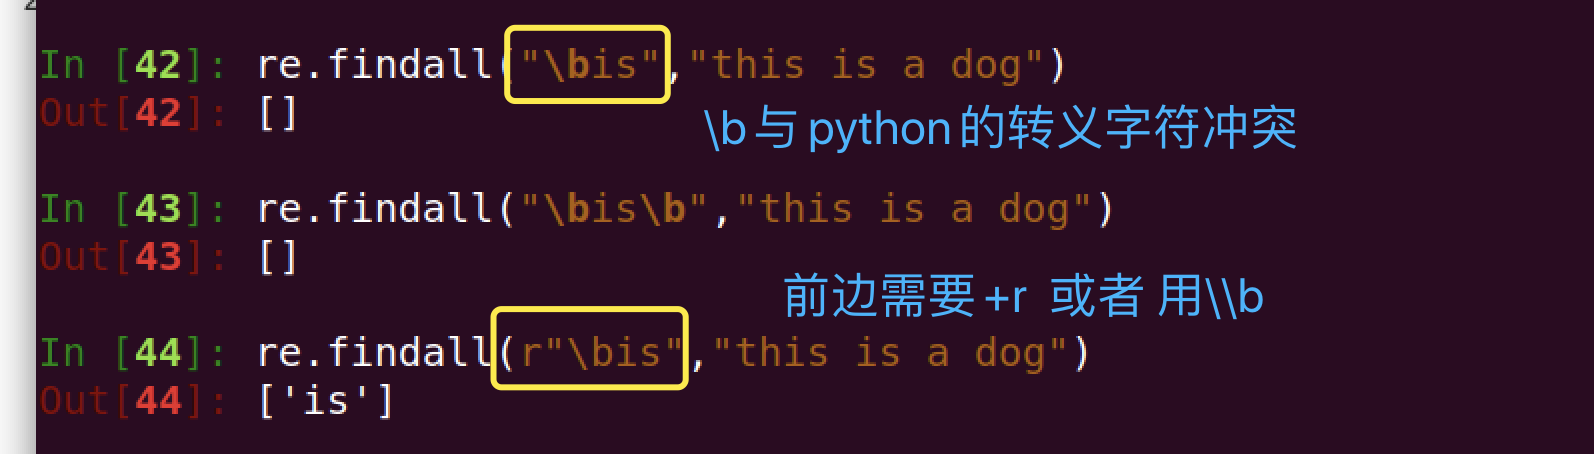 In [42]: re.findall("\bis","this is a dog")
Out[42]: []
\b与python的转义字符冲突
In [43]: re.findall("\bis\b","this is a dog")
Out[43]: []
前边需要+r 或者 用\\b
In [44]: re.findall(r"\bis","this is a dog")
Out[44]: ['is']